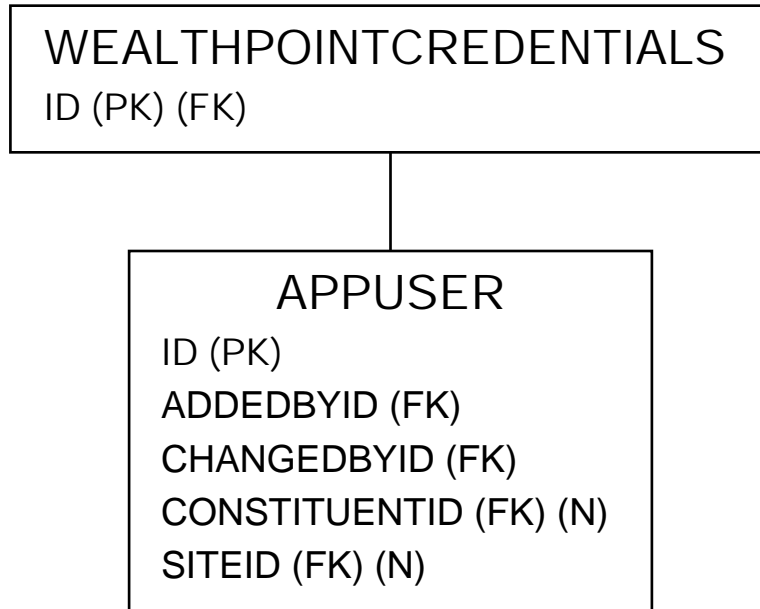 WEALTHPOINTCREDENTIALS
ID (PK) (FK)
APPUSER
ID (PK)
ADDEDBYID (FK)
CHANGEDBYID (FK)
CONSTITUENTID (FK) (N)
SITEID (FK) (N)